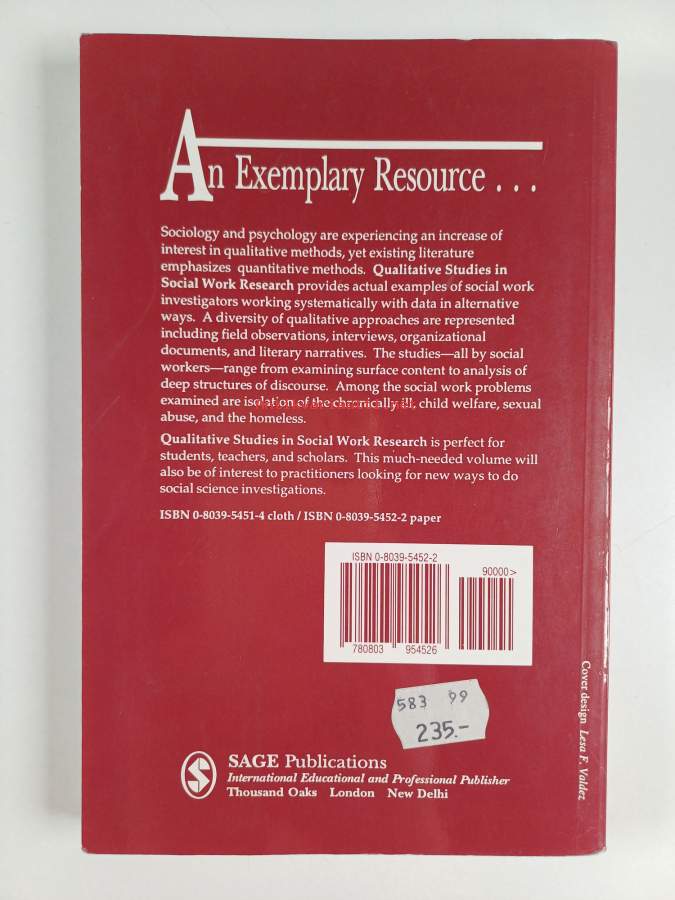 An Exemplary Resource . . .
Sociology and psychology are experiencing an increase of
interest in qualitative methods, yet existing literature
emphasizes quantitative methods. Qualitative Studies in
Social Work Research provides actual examples of social work
investigators working systematically with data in alternative
ways. A diversity of qualitative approaches are represented
including field observations, interviews, organizational
documents, and literary narratives. The studies—all by social
workers—range from examining surface content to analysis of
deep structures of discourse. Among the social work problems
examined are isolation of the chronically ill, child welfare, sexual
abuse, and the homeless.
Qualitative Studies in Social Work Research is perfect for
students, teachers, and scholars. This much-needed volume will
also be of interest to practitioners looking for new ways to do
social science investigations.
ISBN 0-8039-5451-4 cloth / ISBN 0-8039-5452-2 paper
ISBN 0-8039-5452-2
90000>
9 780803 954526
583 99
235.-
Cover design Lesa F. Valdez
S
SAGE Publications
International Educational and Professional Publisher
Thousand Oaks London New Delhi